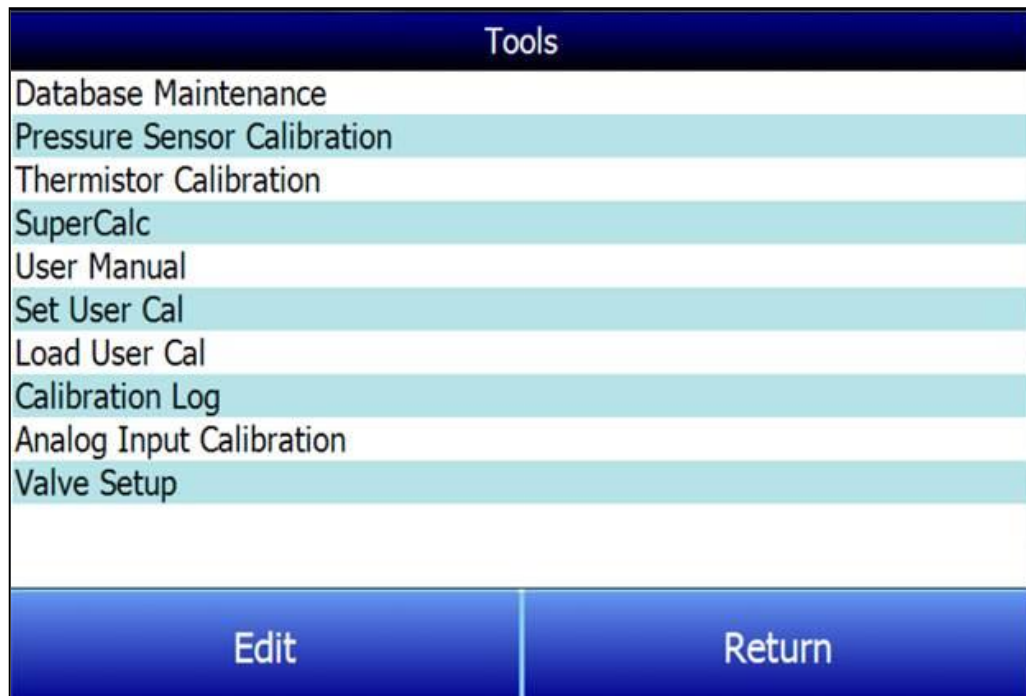 Tools
Database Maintenance
Pressure Sensor Calibration
Thermistor Calibration
SuperCalc
User Manual
Set User Cal
Load User Cal
Calibration Log
Analog Input Calibration
Valve Setup
Edit
Return